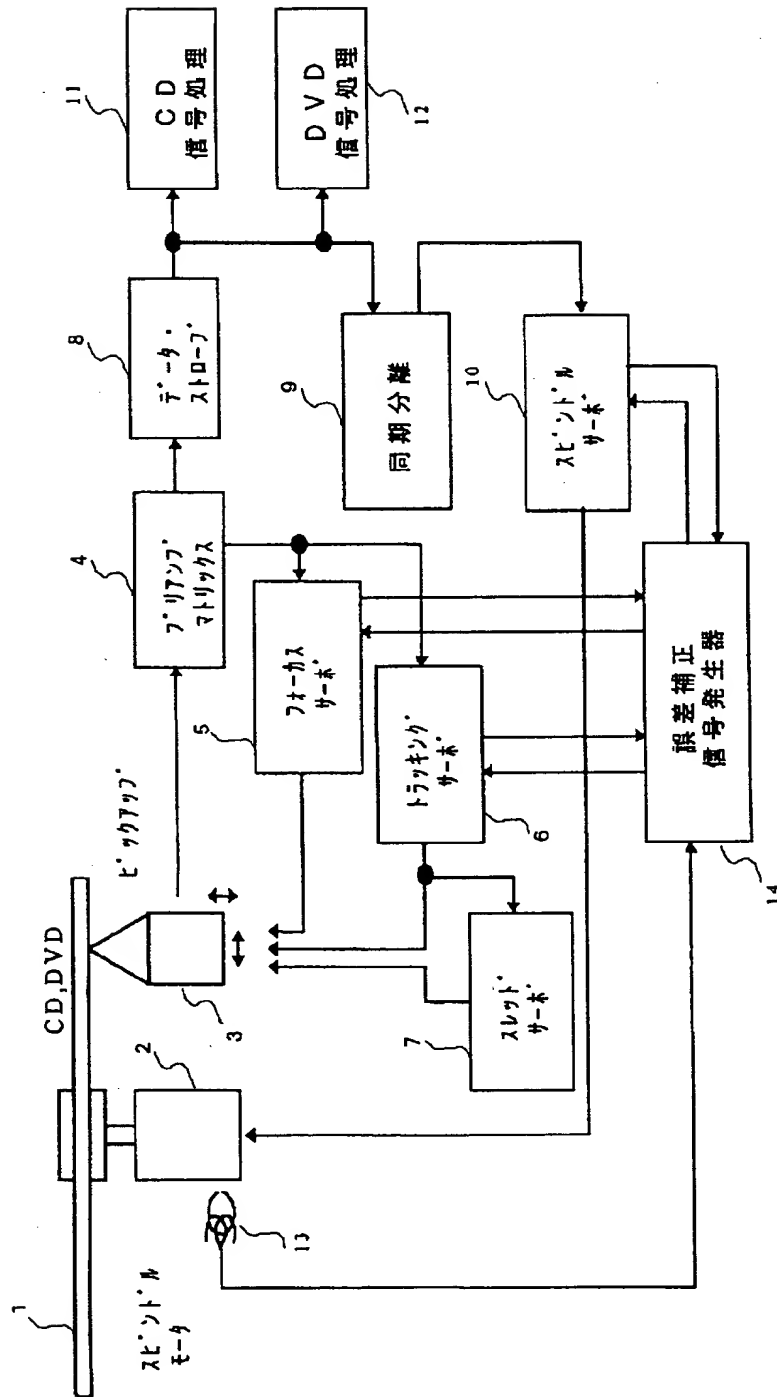 1
CD,DVD
スピンドル
モータ
2
3
ピックアップ
13
4
プリアンプ
マトリックス
8
データ・
ストローブ
11
CD
信号処理
DVD
信号処理
12
5
フォーカス
サーボ
9
同期分離
7
スレッド
サーボ
トラッキング
サーボ
6
10
スピンドル
サーボ
誤差補正
信号発生器
14